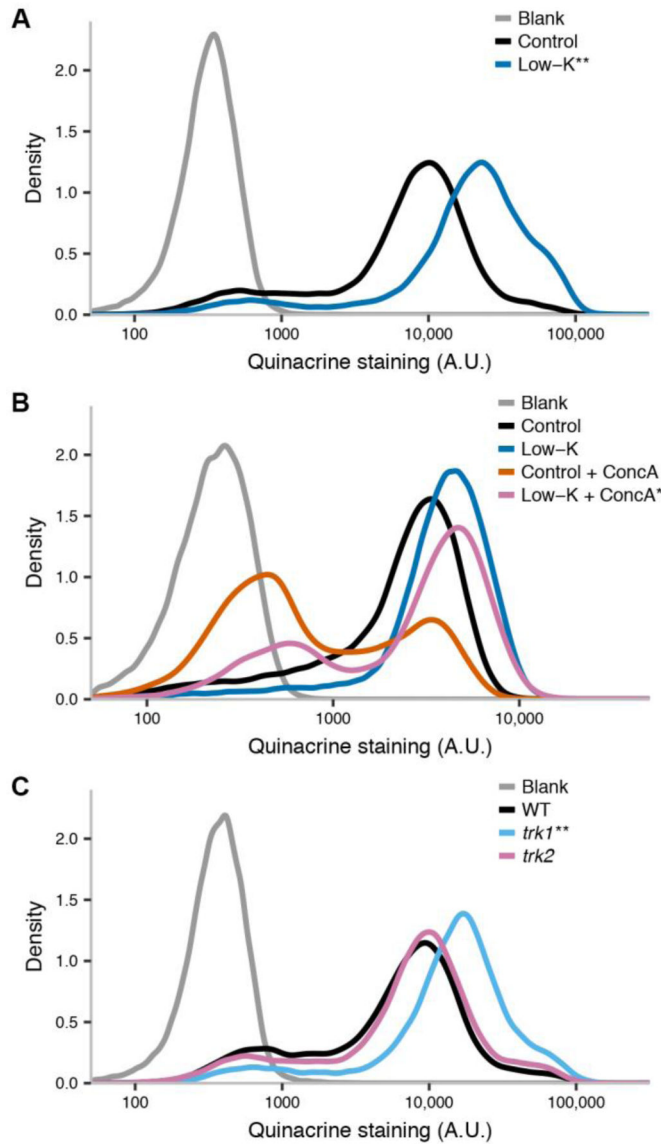 A
Blank
Control
Low-K**
2.0
1.5
1.0
0.5
0.0
Density
100 1000 10,000 100,000
Quinacrine staining (A.U.)
B
Blank
Control
Low-K
Control + ConcA
Low-K + ConcA*
2.0
1.5
1.0
0.5
0.0
Density
100 1000 10,000
Quinacrine staining (A.U.)
C
Blank
WT
trk1**
trk2
2.0
1.5
1.0
0.5
0.0
Density
100 1000 10,000 100,000
Quinacrine staining (A.U.)